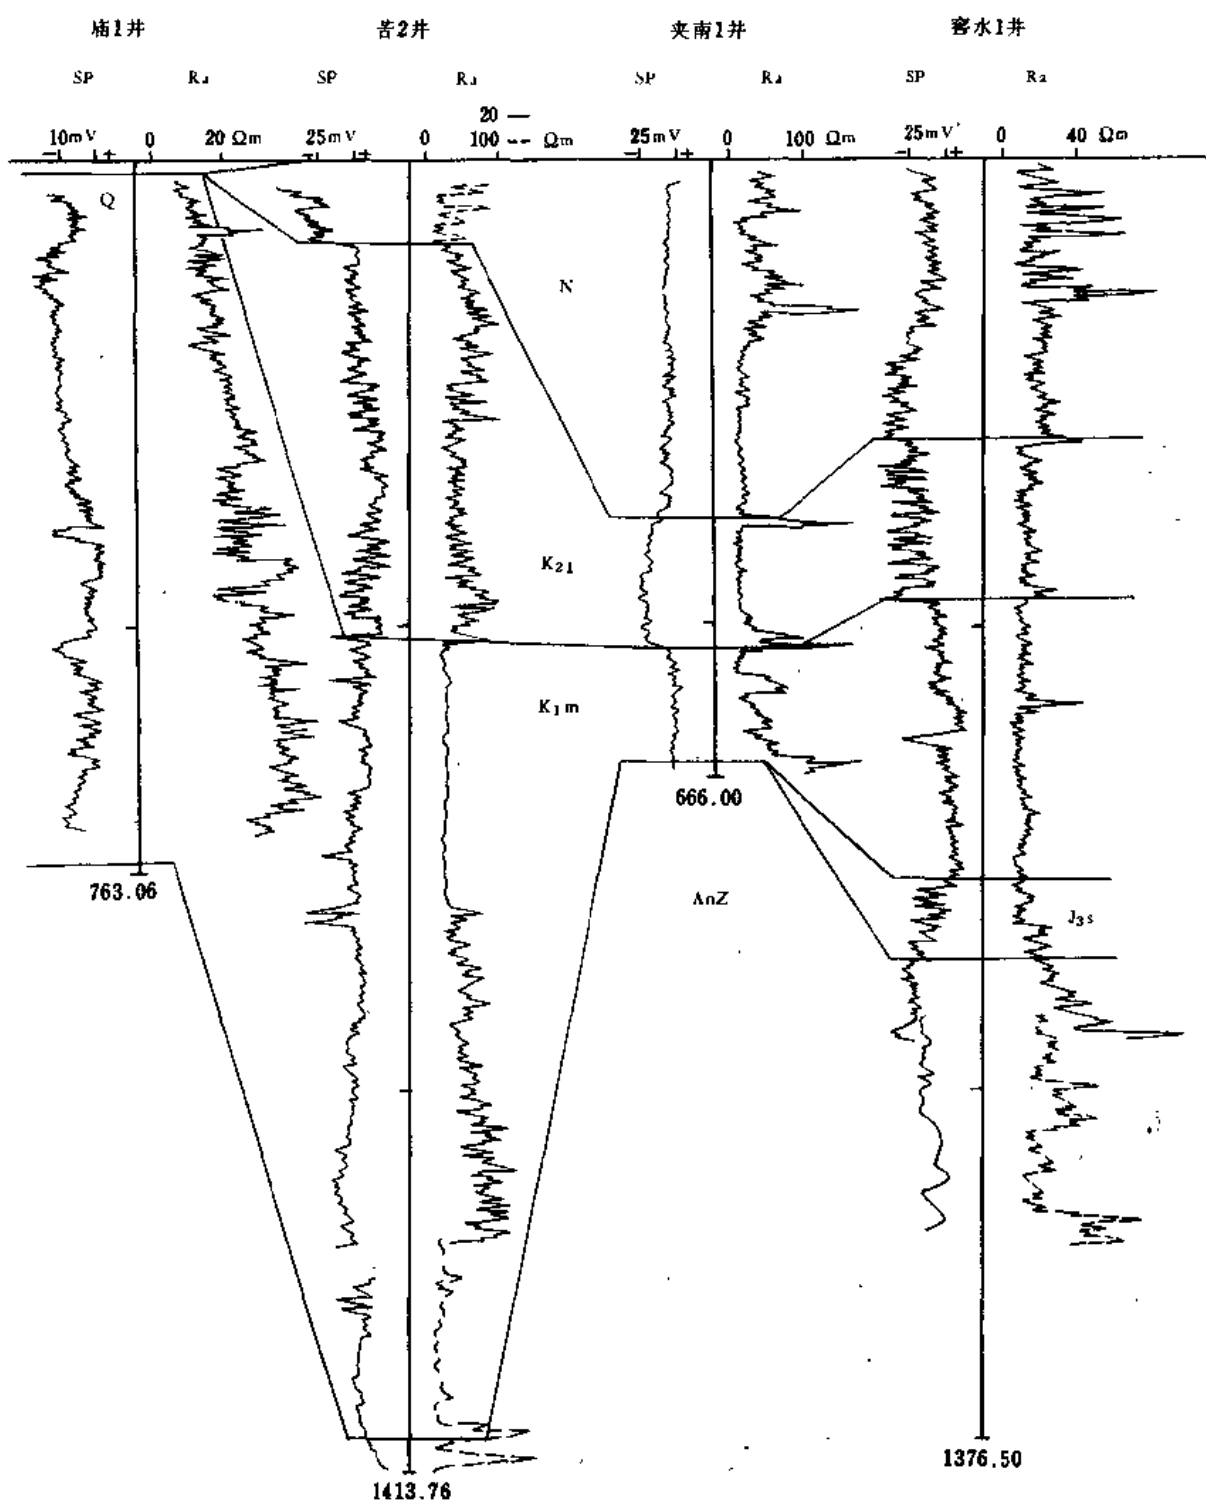 庙1井 苦2井 夹南1井 窖水1井
SP Ra SP Ra SP Ra SP Ra
20 —
10mV 0 20 Ωm 25mV 0 100 --- Ωm 25mV 0 100 Ωm 25mV 0 40 Ωm
− + − + − + − +
Q
N
K₂l
K₁m
666.00
763.06
AnZ
J₃s
1376.50
1413.76